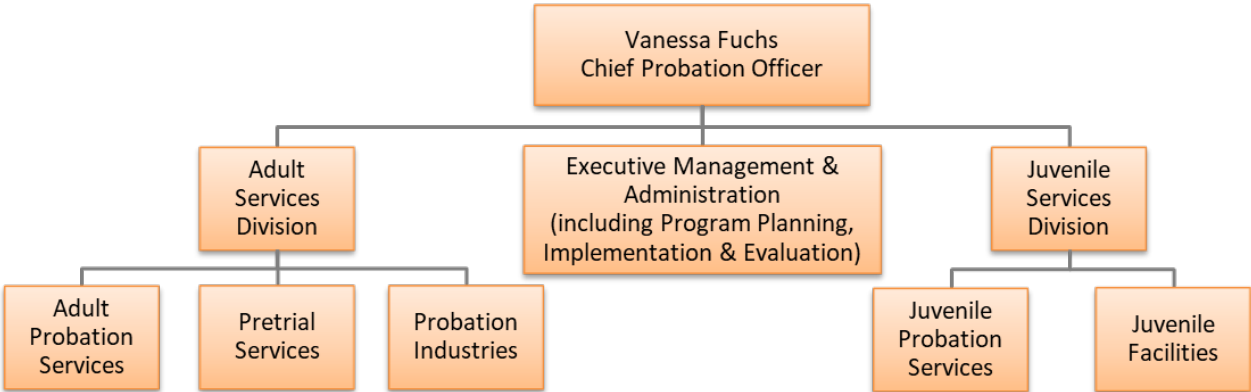 Vanessa Fuchs
Chief Probation Officer
Adult
Services
Division
Executive Management &
Administration
(including Program Planning,
Implementation & Evaluation)
Juvenile
Services
Division
Adult
Probation
Services
Pretrial
Services
Probation
Industries
Juvenile
Probation
Services
Juvenile
Facilities